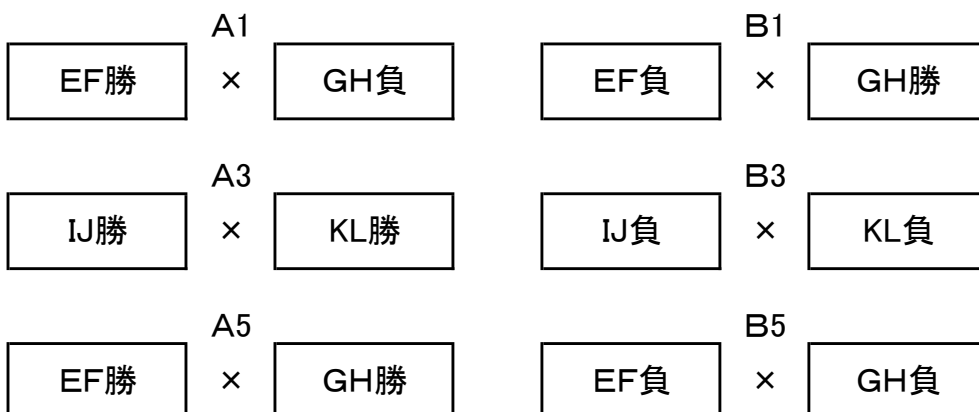 A1 B1
EF勝 × GH負 EF負 × GH勝
A3 B3
IJ勝 × KL勝 IJ負 × KL負
A5 B5
EF勝 × GH勝 EF負 × GH負